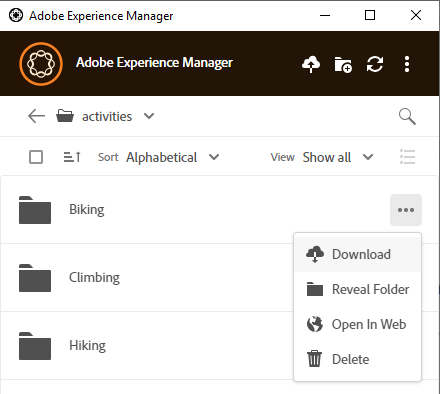 Adobe Experience Manager
Adobe Experience Manager
activities
Sort Alphabetical View Show all
Biking
Download
Climbing
Reveal Folder
Open In Web
Hiking
Delete